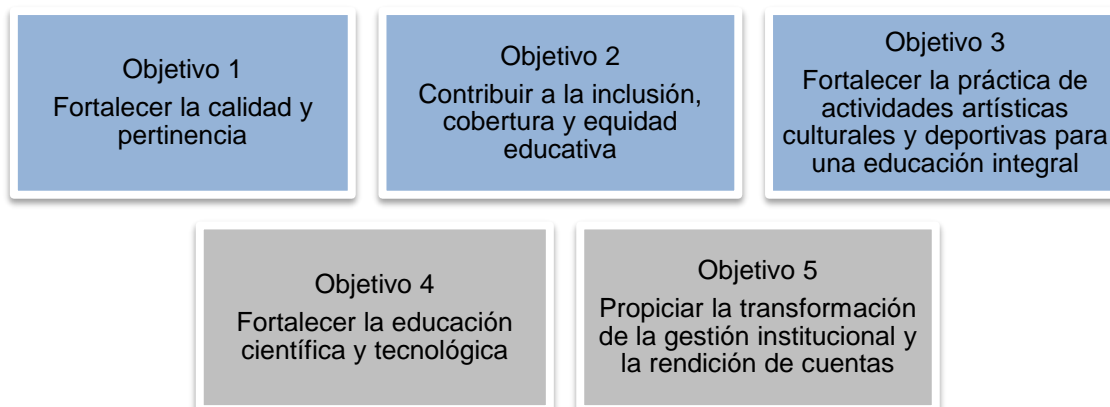 Objetivo 1
Fortalecer la calidad y
pertinencia
Objetivo 2
Contribuir a la inclusión,
cobertura y equidad
educativa
Objetivo 3
Fortalecer la práctica de
actividades artísticas
culturales y deportivas para
una educación integral
Objetivo 4
Fortalecer la educación
científica y tecnológica
Objetivo 5
Propiciar la transformación
de la gestión institucional y
la rendición de cuentas